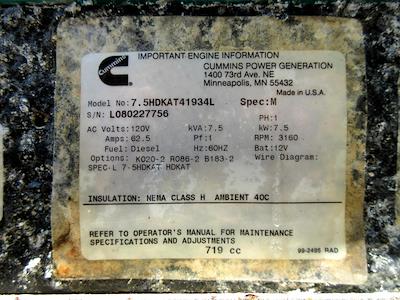 IMPORTANT ENGINE INFORMATION
Cummins
CUMMINS POWER GENERATION
1400 73rd Ave. NE
Minneapolis, MN 55432
Made in U.S.A.
Model No: 7.5HDKAT41934L Spec: M
S/N: L080227756 PH: 1
AC Volts: 120V kVA: 7.5 kW: 7.5
Amps: 62.5 Pf: 1 RPM: 3160
Fuel: Diesel Hz: 60HZ Bat: 12V
Options: K020-2 R086-2 B183-2 Wire Diagram:
SPEC-L 7-5HDKAT HDKAT
INSULATION: NEMA CLASS H AMBIENT 40C
REFER TO OPERATOR'S MANUAL FOR MAINTENANCE
SPECIFICATIONS AND ADJUSTMENTS
719 cc 99-2495 RAD